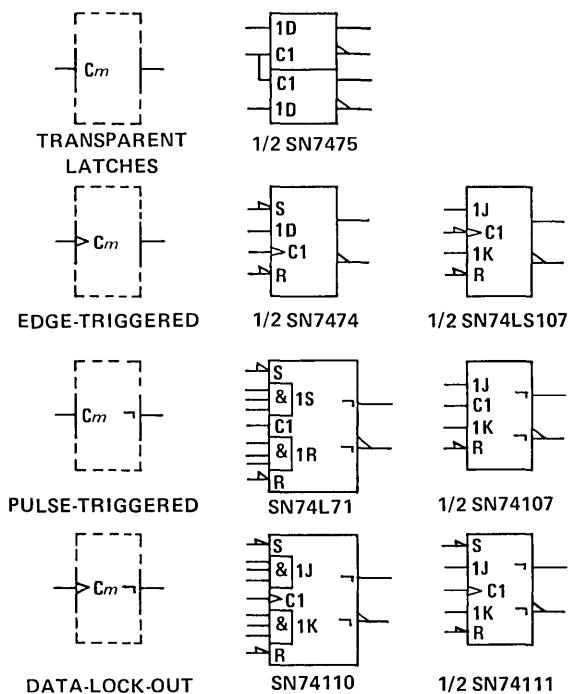 Cm
1D
C1
C1
1D
TRANSPARENT
LATCHES
1/2 SN7475
Cm
S
1D
C1
R
1J
C1
1K
R
EDGE-TRIGGERED
1/2 SN7474
1/2 SN74LS107
Cm ¬
S
& 1S ¬
C1
& 1R ¬
R
1J ¬
C1
1K ¬
R
PULSE-TRIGGERED
SN74L71
1/2 SN74107
Cm ¬
S
& 1J ¬
C1
& 1K ¬
R
S
1J ¬
C1
1K ¬
R
DATA-LOCK-OUT
SN74110
1/2 SN74111